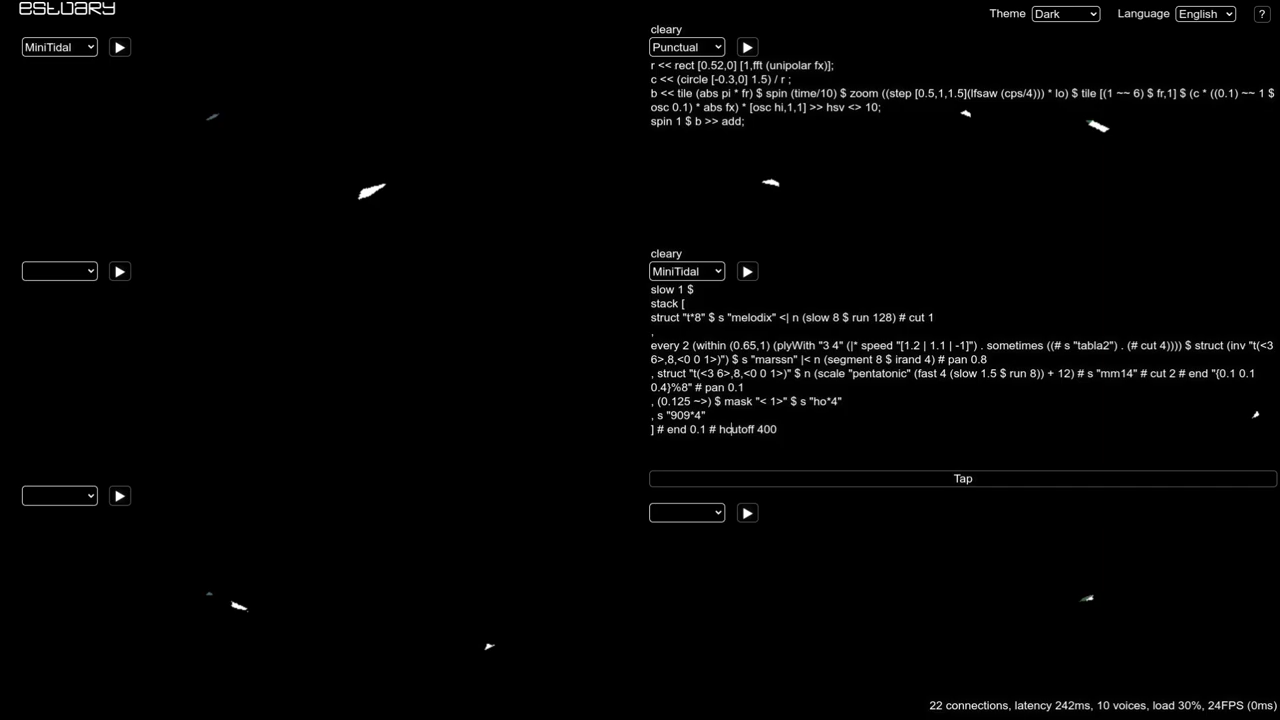 estuary
Theme Dark Language English ?
MiniTidal
cleary
Punctual
r << rect [0.52,0] [1,fft (unipolar fx)];
c << (circle [-0.3,0] 1.5) / r ;
b << tile (abs pi * fr) $ spin (time/10) $ zoom ((step [0.5,1,1.5](lfsaw (cps/4))) * lo) $ tile [(1 ~~ 6) $ fr,1] $ (c * ((0.1) ~~ 1 $
osc 0.1) * abs fx) * [osc hi,1,1] >> hsv <> 10;
spin 1 $ b >> add;
cleary
MiniTidal
slow 1 $
stack [
struct "t*8" $ s "melodix" <| n (slow 8 $ run 128) # cut 1
,
every 2 (within (0.65,1) (plyWith "3 4" (|* speed "[1.2 | 1.1 | -1]") . sometimes ((# s "tabla2") . (# cut 4)))) $ struct (inv "t(<3
6>,8,<0 0 1>)") $ s "marssn" |< n (segment 8 $ irand 4) # pan 0.8
, struct "t(<3 6>,8,<0 0 1>)" $ n (scale "pentatonic" (fast 4 (slow 1.5 $ run 8)) + 12) # s "mm14" # cut 2 # end "{0.1 0.1
0.4}%8" # pan 0.1
, (0.125 ~>) $ mask "< 1>" $ s "ho*4"
, s "909*4"
] # end 0.1 # hcutoff 400
Tap
22 connections, latency 242ms, 10 voices, load 30%, 24FPS (0ms)